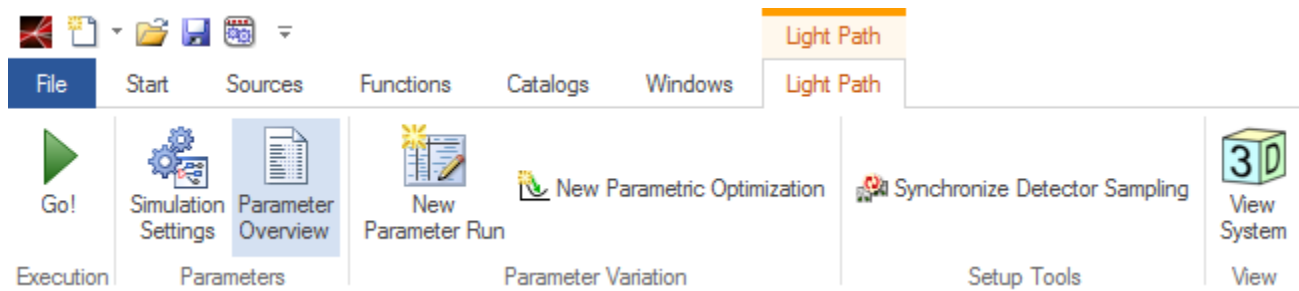 Light Path
File Start Sources Functions Catalogs Windows Light Path
Go!
Simulation
Settings
Parameter
Overview
New
Parameter Run
New Parametric Optimization
Synchronize Detector Sampling
3D
View
System
Execution Parameters Parameter Variation Setup Tools View